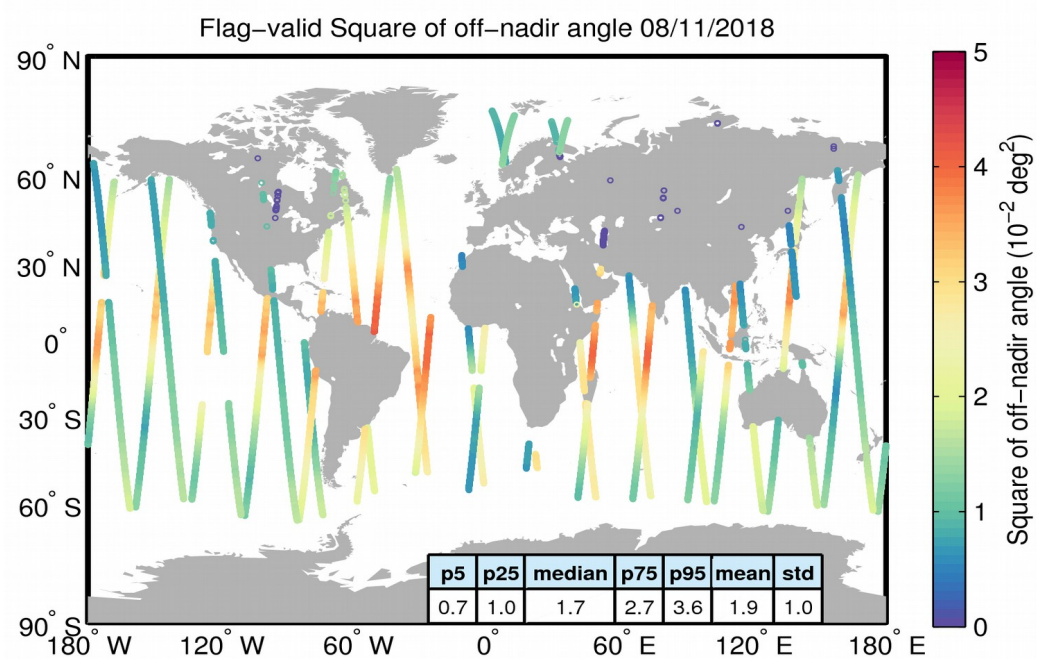 Flag-valid Square of off-nadir angle 08/11/2018
90° N
60° N
30° N
0°
30° S
60° S
90° S
180° W
120° W
60° W
0°
60° E
120° E
180° E
p5 p25 median p75 p95 mean std
0.7 1.0 1.7 2.7 3.6 1.9 1.0
5
4
3
2
1
0
Square of off-nadir angle (10⁻² deg²)